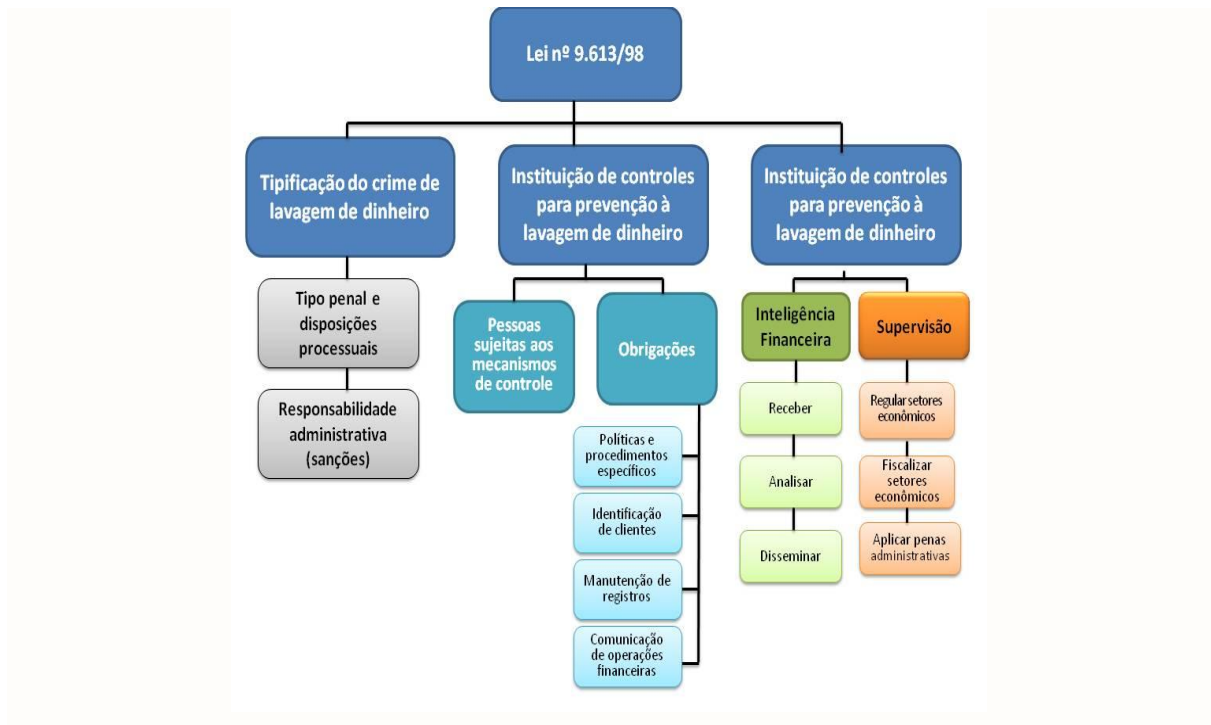 Lei nº 9.613/98
Tipificação do crime de
lavagem de dinheiro
Instituição de controles
para prevenção à
lavagem de dinheiro
Instituição de controles
para prevenção à
lavagem de dinheiro
Tipo penal e
disposições
processuais
Responsabilidade
administrativa
(sanções)
Pessoas
sujeitas aos
mecanismos
de controle
Obrigações
Políticas e
procedimentos
específicos
Identificação
de clientes
Manutenção de
registros
Comunicação
de operações
financeiras
Inteligência
Financeira
Receber
Analisar
Disseminar
Supervisão
Regular setores
econômicos
Fiscalizar
setores
econômicos
Aplicar penas
administrativas